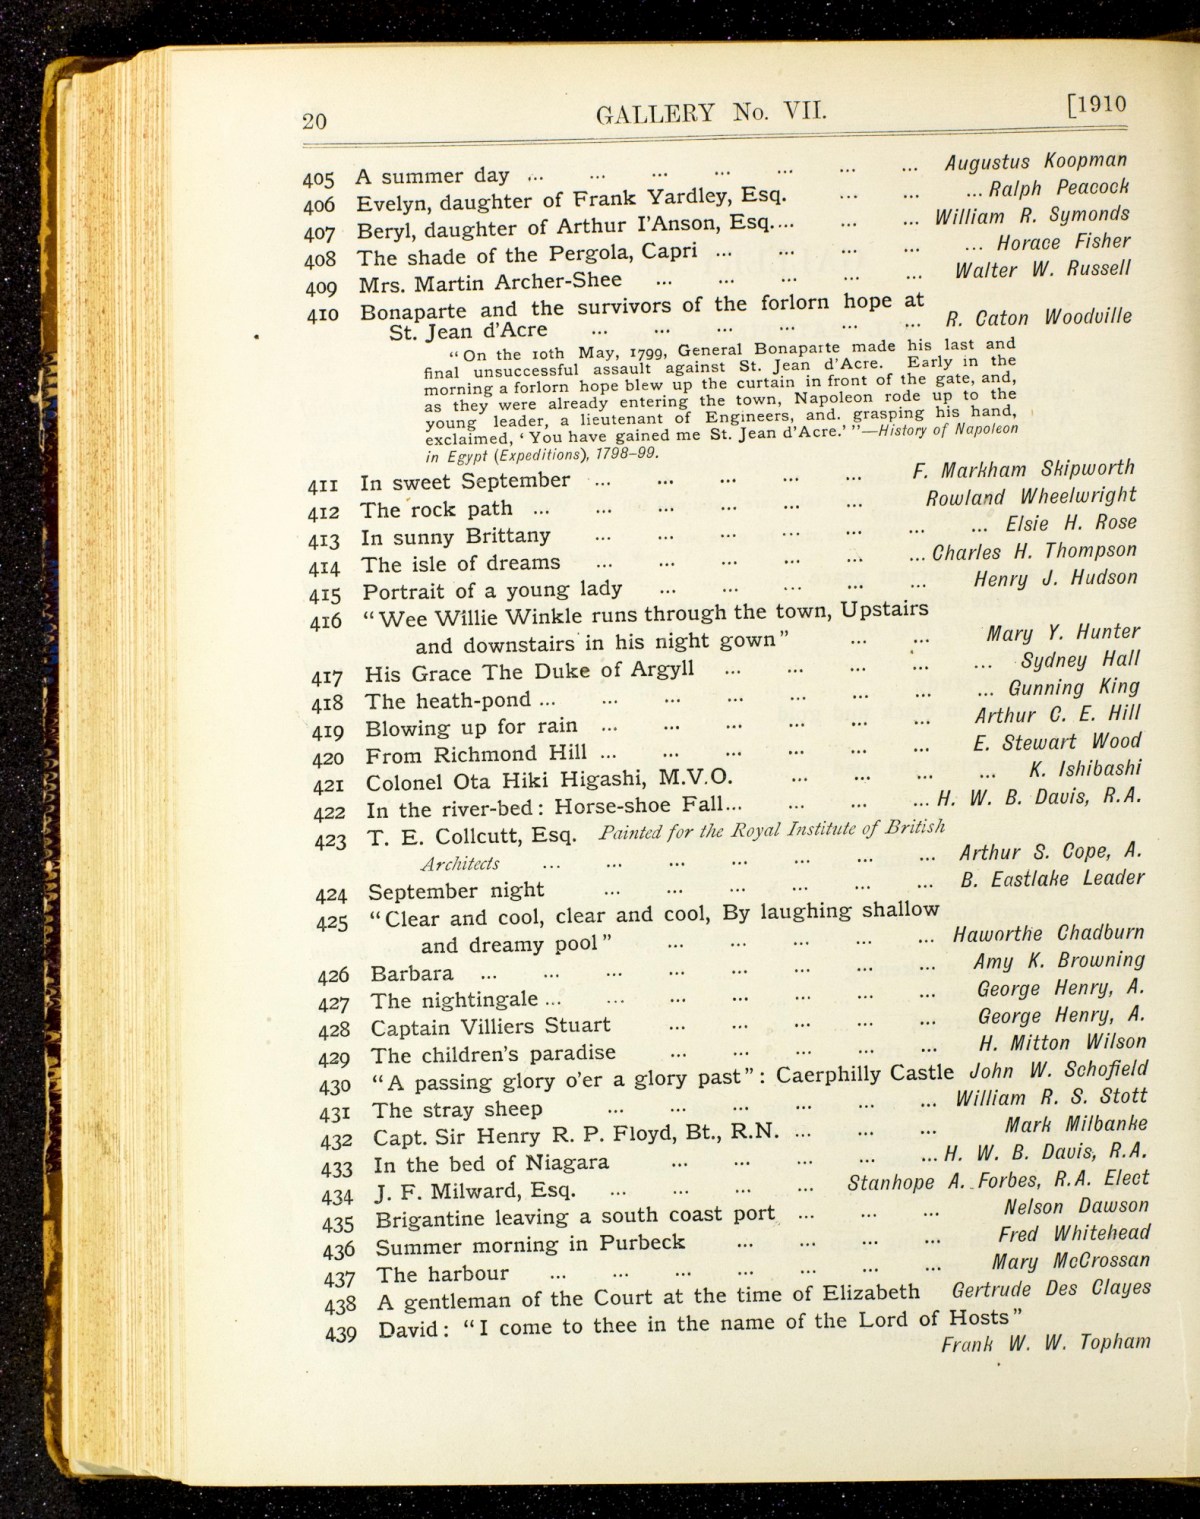 20 GALLERY No. VII. [1910
405 A summer day ... ... ... ... ... ... ... Augustus Koopman
406 Evelyn, daughter of Frank Yardley, Esq. ... ... ... Ralph Peacock
407 Beryl, daughter of Arthur I'Anson, Esq.... ... ... William R. Symonds
408 The shade of the Pergola, Capri ... ... ... ... ... Horace Fisher
409 Mrs. Martin Archer-Shee ... ... ... ... ... Walter W. Russell
410 Bonaparte and the survivors of the forlorn hope at
St. Jean d'Acre ... ... ... ... ... ... R. Caton Woodville
"On the 10th May, 1799, General Bonaparte made his last and
final unsuccessful assault against St. Jean d'Acre. Early in the
morning a forlorn hope blew up the curtain in front of the gate, and,
as they were already entering the town, Napoleon rode up to the
young leader, a lieutenant of Engineers, and. grasping his hand,
exclaimed, 'You have gained me St. Jean d'Acre.'"—History of Napoleon
in Egypt (Expeditions), 1798-99.
411 In sweet September ... ... ... ... ... F. Markham Skipworth
412 The rock path ... ... ... ... ... ... Rowland Wheelwright
413 In sunny Brittany ... ... ... ... ... ... ... Elsie H. Rose
414 The isle of dreams ... ... ... ... ... ... Charles H. Thompson
415 Portrait of a young lady ... ... ... ... ... Henry J. Hudson
416 "Wee Willie Winkle runs through the town, Upstairs
and downstairs in his night gown" ... ... Mary Y. Hunter
417 His Grace The Duke of Argyll ... ... ... ... ... Sydney Hall
418 The heath-pond ... ... ... ... ... ... ... ... Gunning King
419 Blowing up for rain ... ... ... ... ... ... Arthur C. E. Hill
420 From Richmond Hill ... ... ... ... ... ... E. Stewart Wood
421 Colonel Ota Hiki Higashi, M.V.O. ... ... ... ... K. Ishibashi
422 In the river-bed: Horse-shoe Fall... ... ... ... H. W. B. Davis, R.A.
423 T. E. Collcutt, Esq. Painted for the Royal Institute of British
Architects ... ... ... ... ... ... ... Arthur S. Cope, A.
424 September night ... ... ... ... ... ... B. Eastlake Leader
425 "Clear and cool, clear and cool, By laughing shallow
and dreamy pool" ... ... ... ... ... Haworthe Chadburn
426 Barbara ... ... ... ... ... ... ... ... Amy K. Browning
427 The nightingale ... ... ... ... ... ... ... George Henry, A.
428 Captain Villiers Stuart ... ... ... ... ... George Henry, A.
429 The children's paradise ... ... ... ... ... H. Mitton Wilson
430 "A passing glory o'er a glory past": Caerphilly Castle John W. Schofield
431 The stray sheep ... ... ... ... ... ... William R. S. Stott
432 Capt. Sir Henry R. P. Floyd, Bt., R.N. ... ... ... Mark Milbanke
433 In the bed of Niagara ... ... ... ... ... H. W. B. Davis, R.A.
434 J. F. Milward, Esq. ... ... ... ... Stanhope A. Forbes, R.A. Elect
435 Brigantine leaving a south coast port ... ... ... Nelson Dawson
436 Summer morning in Purbeck ... ... ... ... Fred Whitehead
437 The harbour ... ... ... ... ... ... ... Mary McCrossan
438 A gentleman of the Court at the time of Elizabeth Gertrude Des Clayes
439 David: "I come to thee in the name of the Lord of Hosts"
Frank W. W. Topham